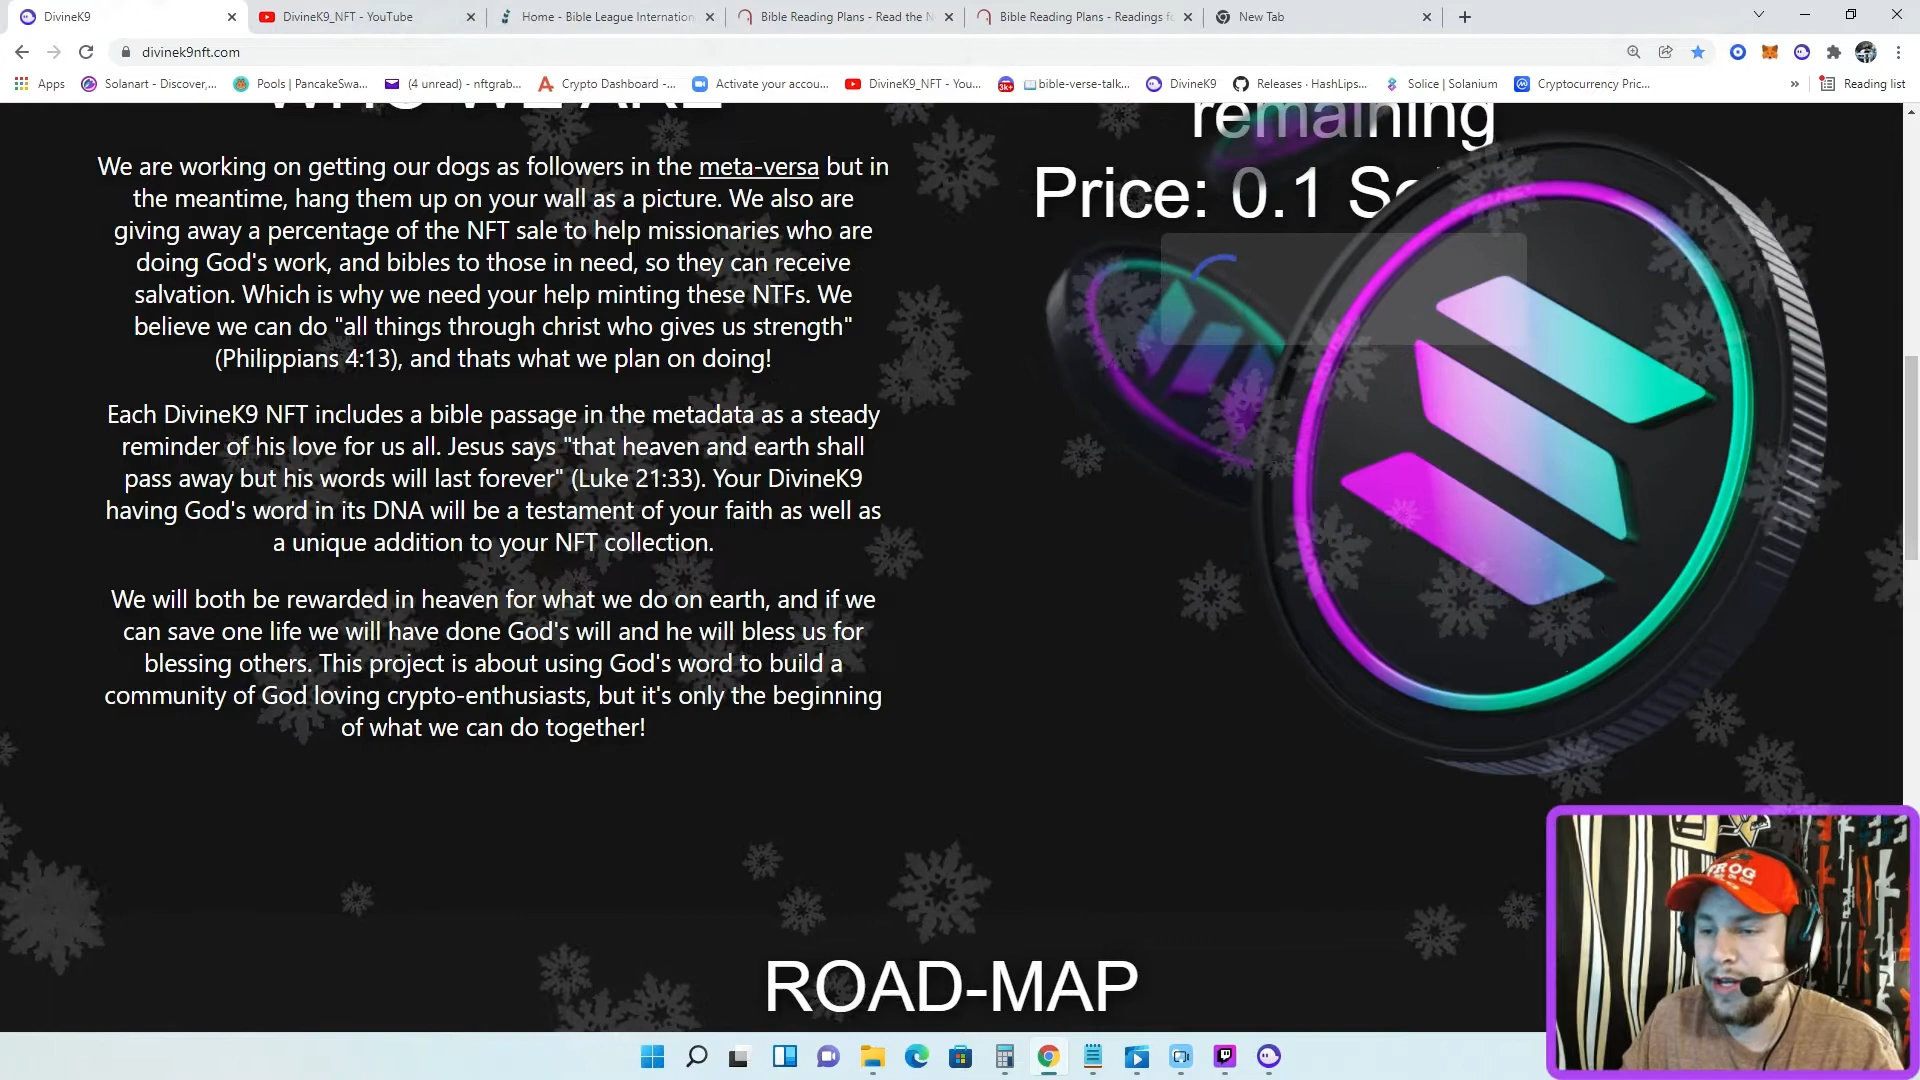 DivineK9
DivineK9_NFT - YouTube
Home - Bible League Internation
Bible Reading Plans - Read the N
Bible Reading Plans - Readings fo
New Tab
divinek9nft.com
Apps
Solanart - Discover,...
Pools | PancakeSwa...
(4 unread) - nftgrab...
Crypto Dashboard -...
Activate your accou...
DivineK9_NFT - You...
3k+
bible-verse-talk...
DivineK9
Releases · HashLips...
Solice | Solanium
Cryptocurrency Pric...
»
Reading list
WHO WE ARE
We are working on getting our dogs as followers in the meta-versa but in
the meantime, hang them up on your wall as a picture. We also are
giving away a percentage of the NFT sale to help missionaries who are
doing God's work, and bibles to those in need, so they can receive
salvation. Which is why we need your help minting these NTFs. We
believe we can do "all things through christ who gives us strength"
(Philippians 4:13), and thats what we plan on doing!
Each DivineK9 NFT includes a bible passage in the metadata as a steady
reminder of his love for us all. Jesus says "that heaven and earth shall
pass away but his words will last forever" (Luke 21:33). Your DivineK9
having God's word in its DNA will be a testament of your faith as well as
a unique addition to your NFT collection.
We will both be rewarded in heaven for what we do on earth, and if we
can save one life we will have done God's will and he will bless us for
blessing others. This project is about using God's word to build a
community of God loving crypto-enthusiasts, but it's only the beginning
of what we can do together!
remaining
Price: 0.1 So
ROAD-MAP
FROG